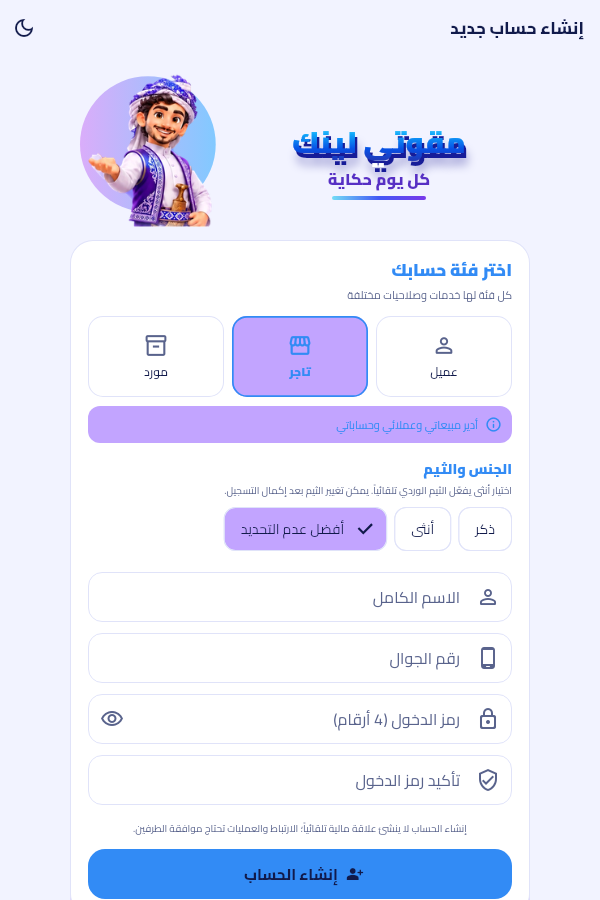 إنشاء حساب جديد
مقوتي لينك
كل يوم حكاية
اختر فئة حسابك
كل فئة لها خدمات وصلاحيات مختلفة
عميل
تاجر
مورد
أدير مبيعاتي وعملائي وحساباتي
الجنس والثيم
اختيار أنثى يفعّل الثيم الوردي تلقائياً. يمكن تغيير الثيم بعد إكمال التسجيل.
ذكر
أنثى
أفضل عدم التحديد
الاسم الكامل
رقم الجوال
رمز الدخول (4 أرقام)
تأكيد رمز الدخول
إنشاء الحساب لا ينشئ علاقة مالية تلقائياً؛ الارتباط والعمليات تحتاج موافقة الطرفين.
إنشاء الحساب